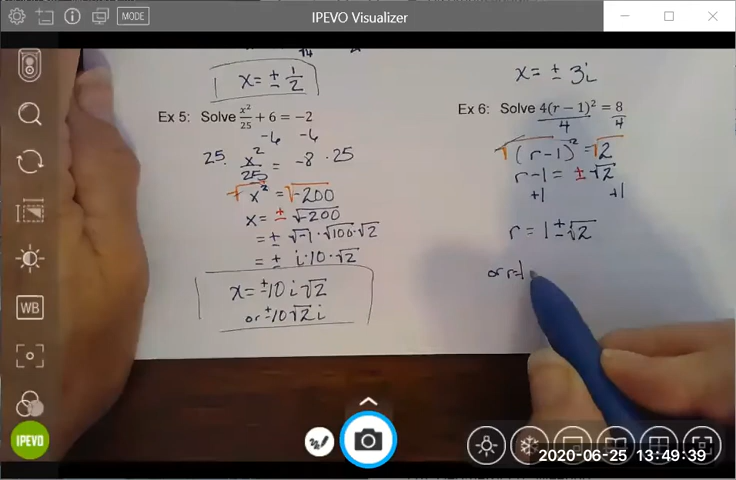 IPEVO Visualizer
MODE
x = ± 1/2
Ex 5: Solve x²/25 + 6 = −2
−6 −6
25. x²/25 = −8 · 25
√x² = √−200
x = ± √−200
= ± √−1 · √100 · √2
= ± i · 10 · √2
x = ±10 i √2
or ±10√2 i
x = ± 3i
Ex 6: Solve 4(r − 1)² = 8
4 4
√(r − 1)² = √2
r − 1 = ± √2
+1 +1
r = 1 ± √2
or r = 1
WB
IPEVO
2020-06-25 13:49:39